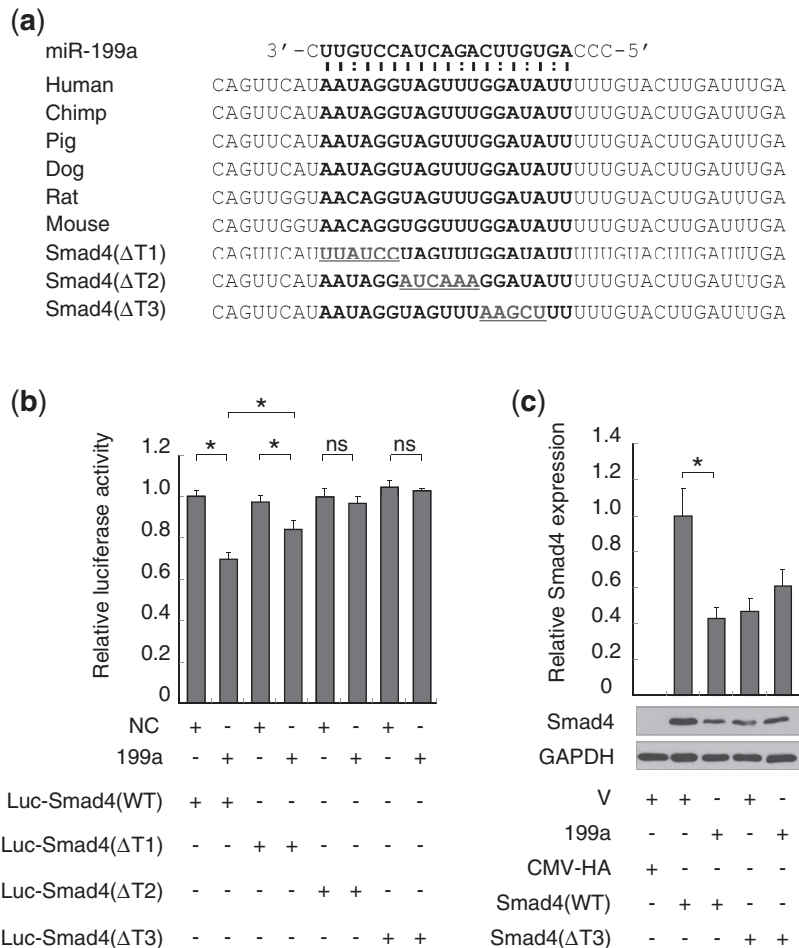 (a)
miR-199a 3′-CUUGUCCAUCAGACUUGUGACCC-5′
Human CAGUUCAUAAUAGGUAGUUUGGAUAUUUUUGUACUUGAUUUGA
Chimp CAGUUCAUAAUAGGUAGUUUGGAUAUUUUUGUACUUGAUUUGA
Pig CAGUUCAUAAUAGGUAGUUUGGAUAUUUUUGUACUUGAUUUGA
Dog CAGUUCAUAAUAGGUAGUUUGGAUAUUUUUGUACUUGAUUUGA
Rat CAGUUGGUAACAGGUAGUUUGGAUAUUUUUGUACUUGAUUUGA
Mouse CAGUUGGUAACAGGUGGUUUGGAUAUUUUUGUACUUGAUUUGA
Smad4(ΔT1) CAGUUCAUUUAUCCUAGUUUGGAUAUUUUUGUACUUGAUUUGA
Smad4(ΔT2) CAGUUCAUAAUAGGAUCAAAGGAUAUUUUUGUACUUGAUUUGA
Smad4(ΔT3) CAGUUCAUAAUAGGUAGUUUAAGCUUUUUUGUACUUGAUUUGA
(b)
Relative luciferase activity
1.2
1.0
0.8
0.6
0.4
0.2
0
*
* * ns ns
NC + - + - + - + -
199a - + - + - + - +
Luc-Smad4(WT) + + - - - - - -
Luc-Smad4(ΔT1) - - + + - - - -
Luc-Smad4(ΔT2) - - - - + + - -
Luc-Smad4(ΔT3) - - - - - - + +
(c)
Relative Smad4 expression
1.4
1.2
1.0
0.8
0.6
0.4
0.2
0
*
Smad4
GAPDH
V + + - + -
199a - - + - +
CMV-HA + - - - -
Smad4(WT) - + + - -
Smad4(ΔT3) - - - + +